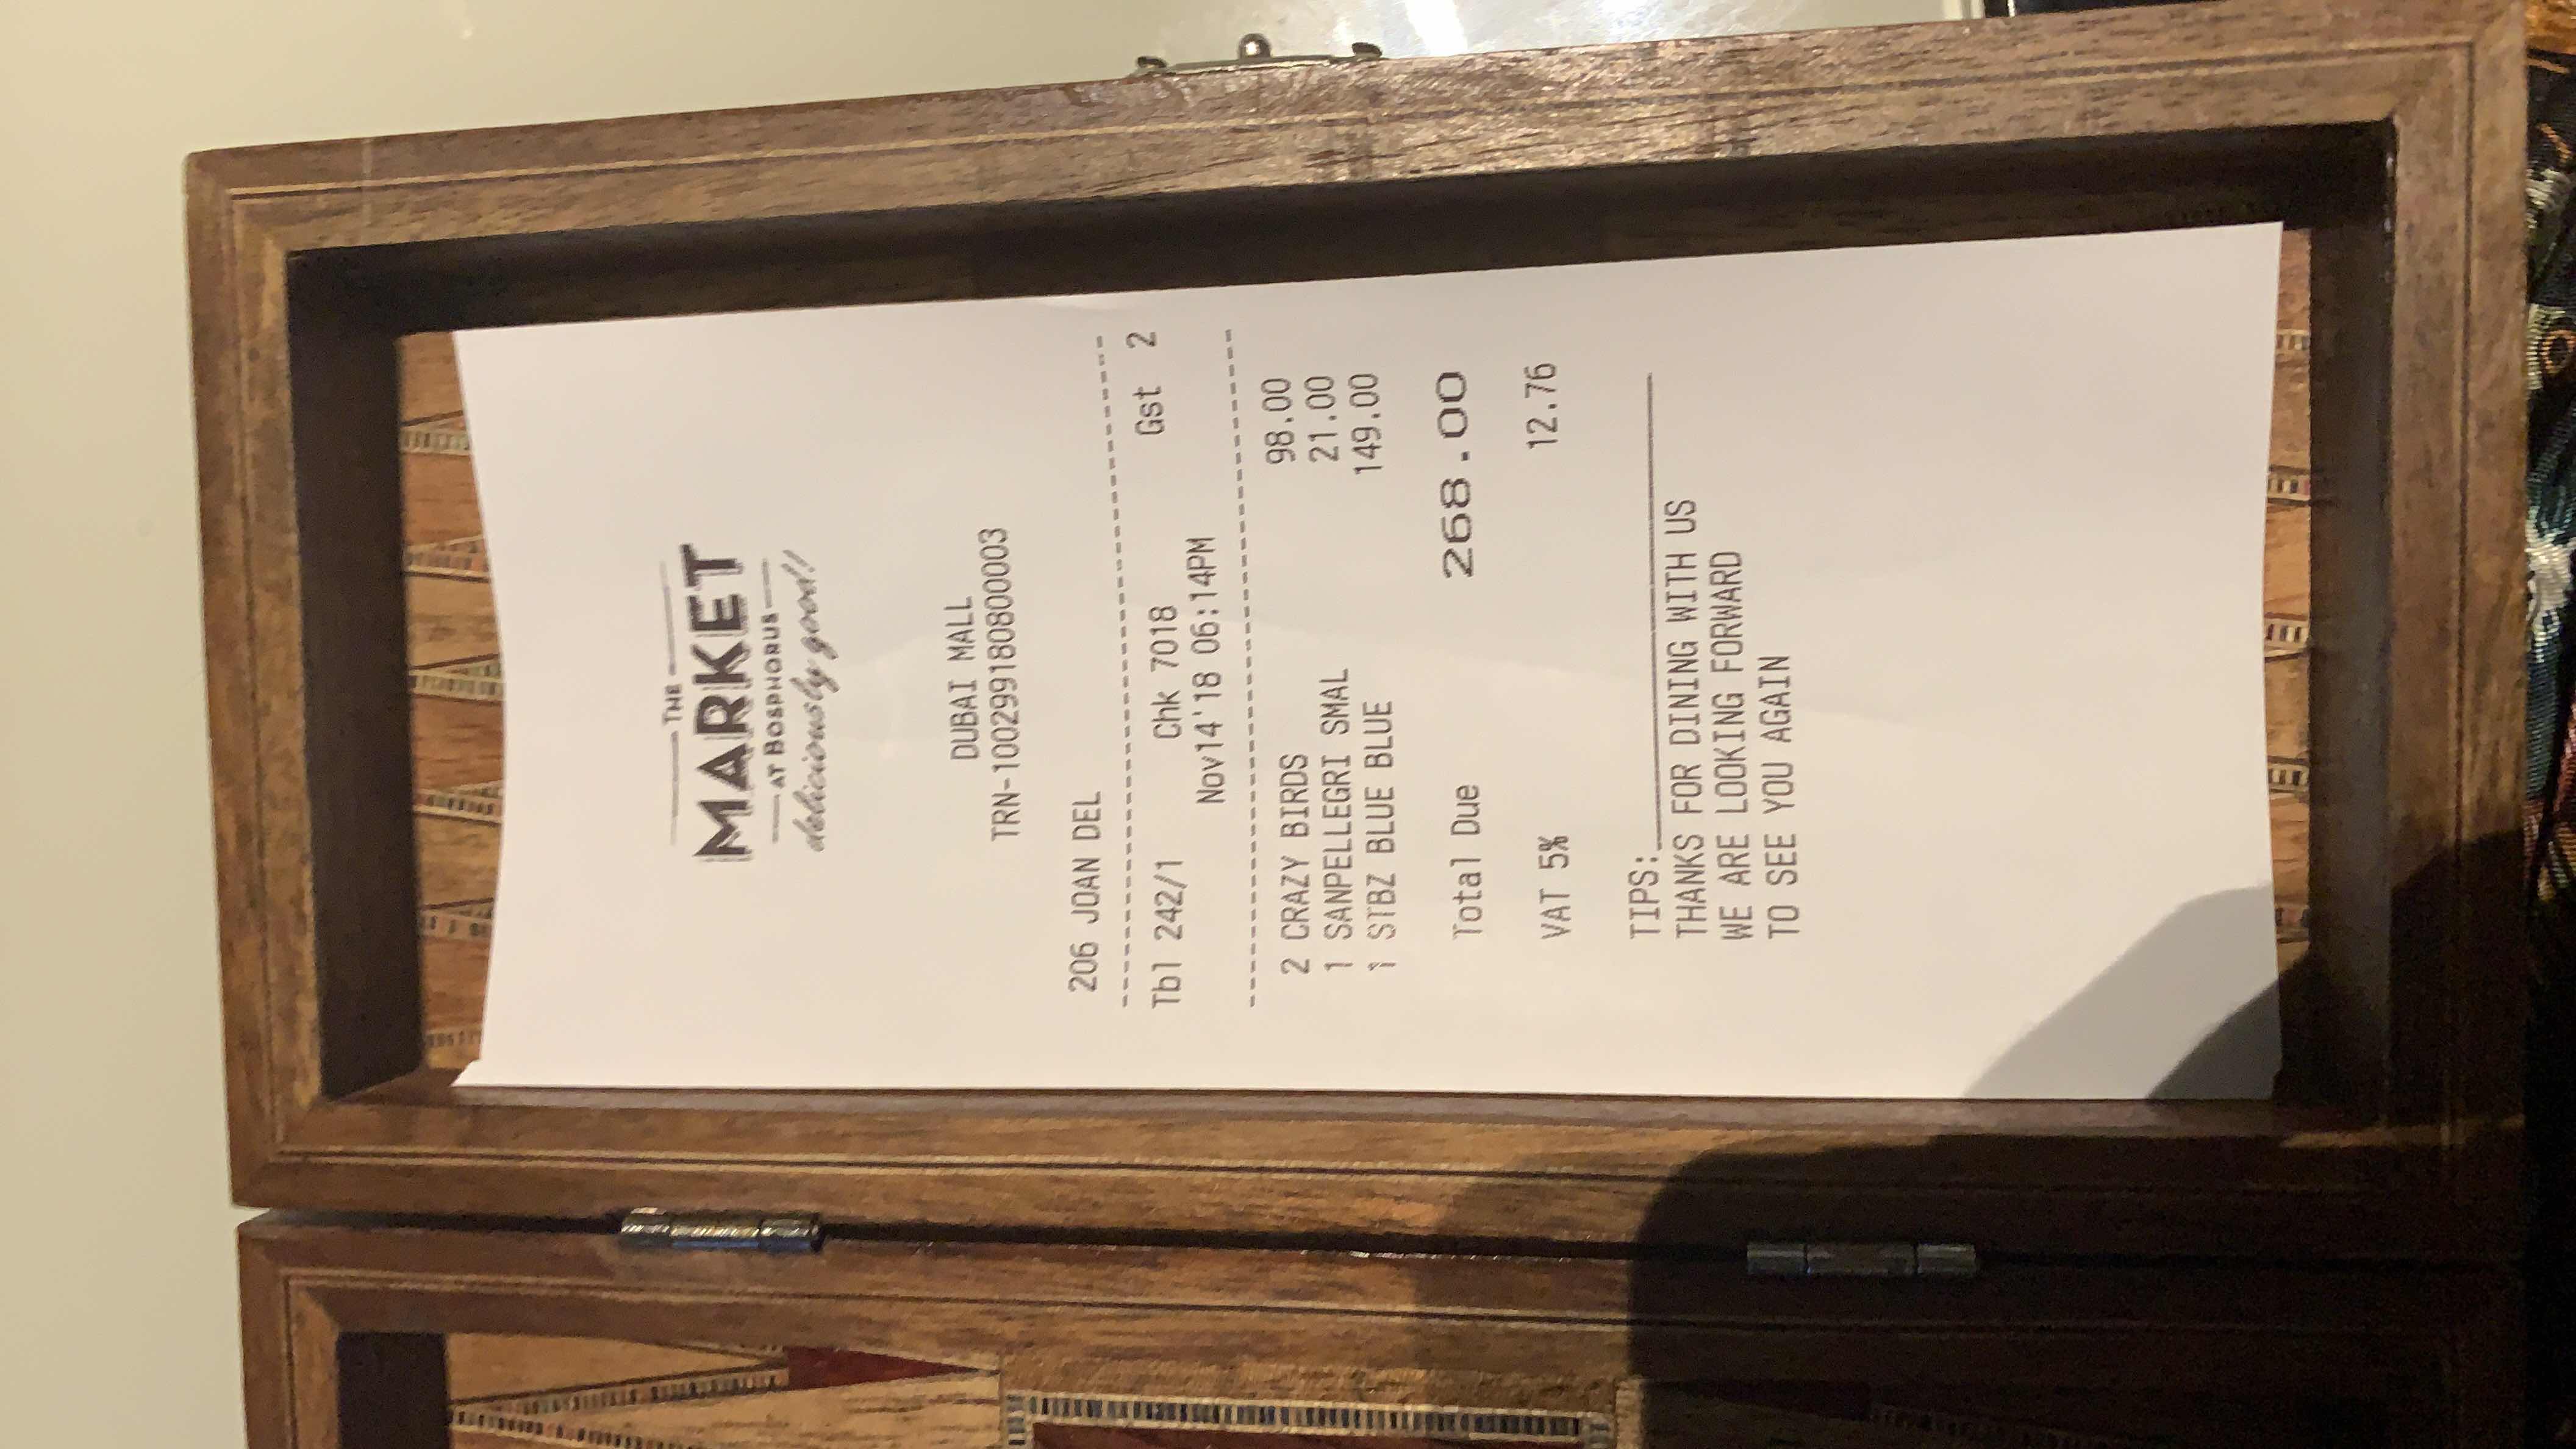 THE
MARKET
AT BOSPHORUS
deliciously good!
DUBAI MALL
TRN-100299180800003
206 JOAN DEL
Tbl 242/1 Chk 7018 Gst 2
Nov14'18 06:14PM
2 CRAZY BIRDS 98.00
1 SANPELLEGRI SMAL 21.00
1 STBZ BLUE BLUE 149.00
Total Due 268.00
VAT 5% 12.76
TIPS:
THANKS FOR DINING WITH US
WE ARE LOOKING FORWARD
TO SEE YOU AGAIN